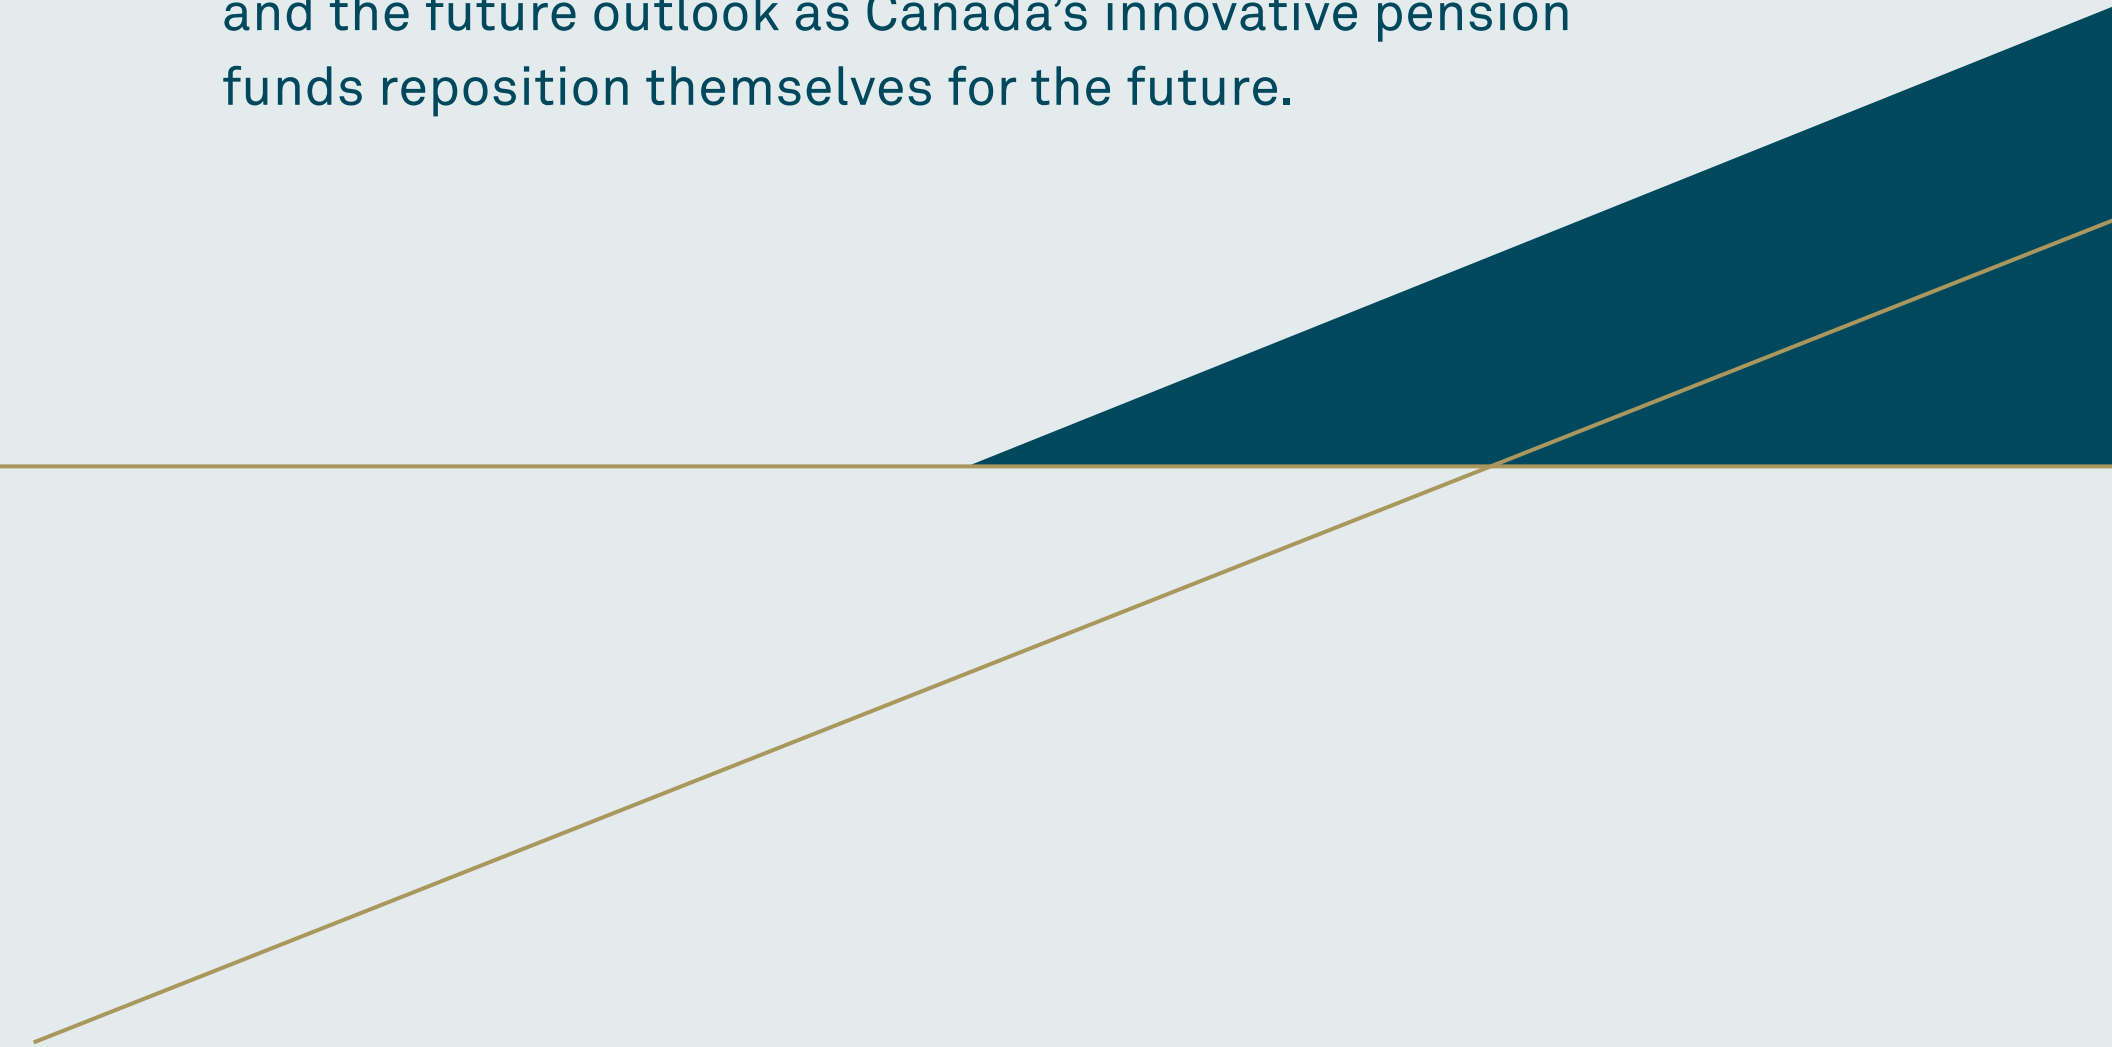 and the future outlook as Canada’s innovative pension
funds reposition themselves for the future.